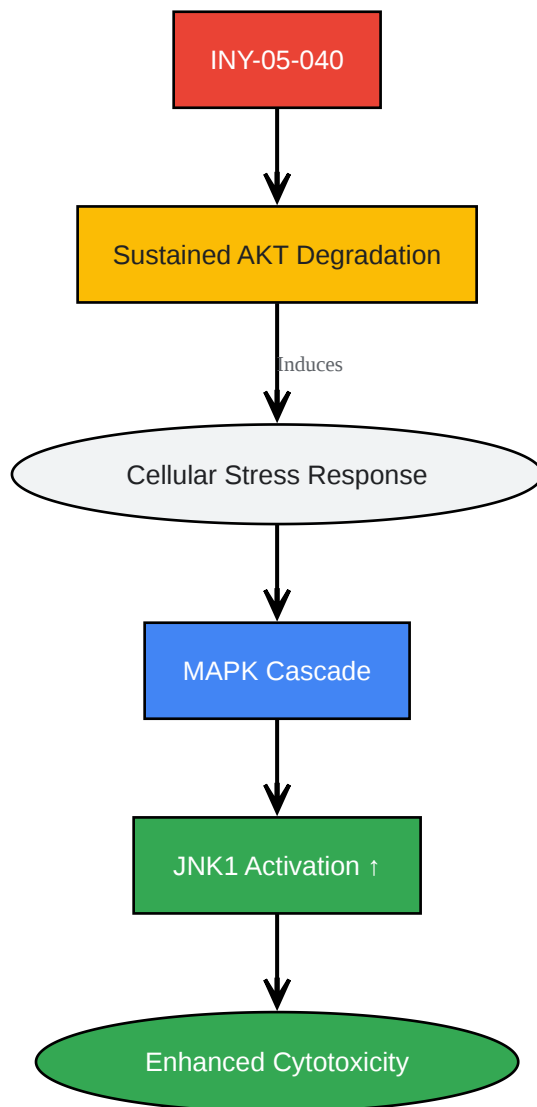 INY-05-040
Sustained AKT Degradation
Induces
Cellular Stress Response
MAPK Cascade
JNK1 Activation ↑
Enhanced Cytotoxicity